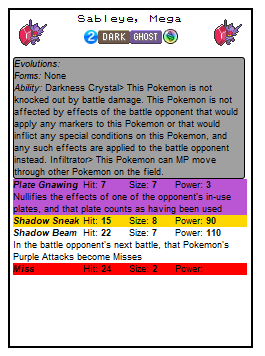 Sableye, Mega
2 DARK GHOST
Evolutions:
Forms: None
Ability: Darkness Crystal> This Pokemon is not
knocked out by battle damage. This Pokemon is not
affected by effects of the battle opponent that would
apply any markers to this Pokemon or that would
inflict any special conditions on this Pokemon, and
any such effects are applied to the battle opponent
instead. Infiltrator> This Pokemon can MP move
through other Pokemon on the field.
Plate Gnawing Hit: 7 Size: 7 Power: 3
Nullifies the effects of one of the opponent's in-use
plates, and that plate counts as having been used
Shadow Sneak Hit: 15 Size: 8 Power: 90
Shadow Beam Hit: 22 Size: 7 Power: 110
In the battle opponent's next battle, that Pokemon's
Purple Attacks become Misses
Miss Hit: 24 Size: 2 Power: